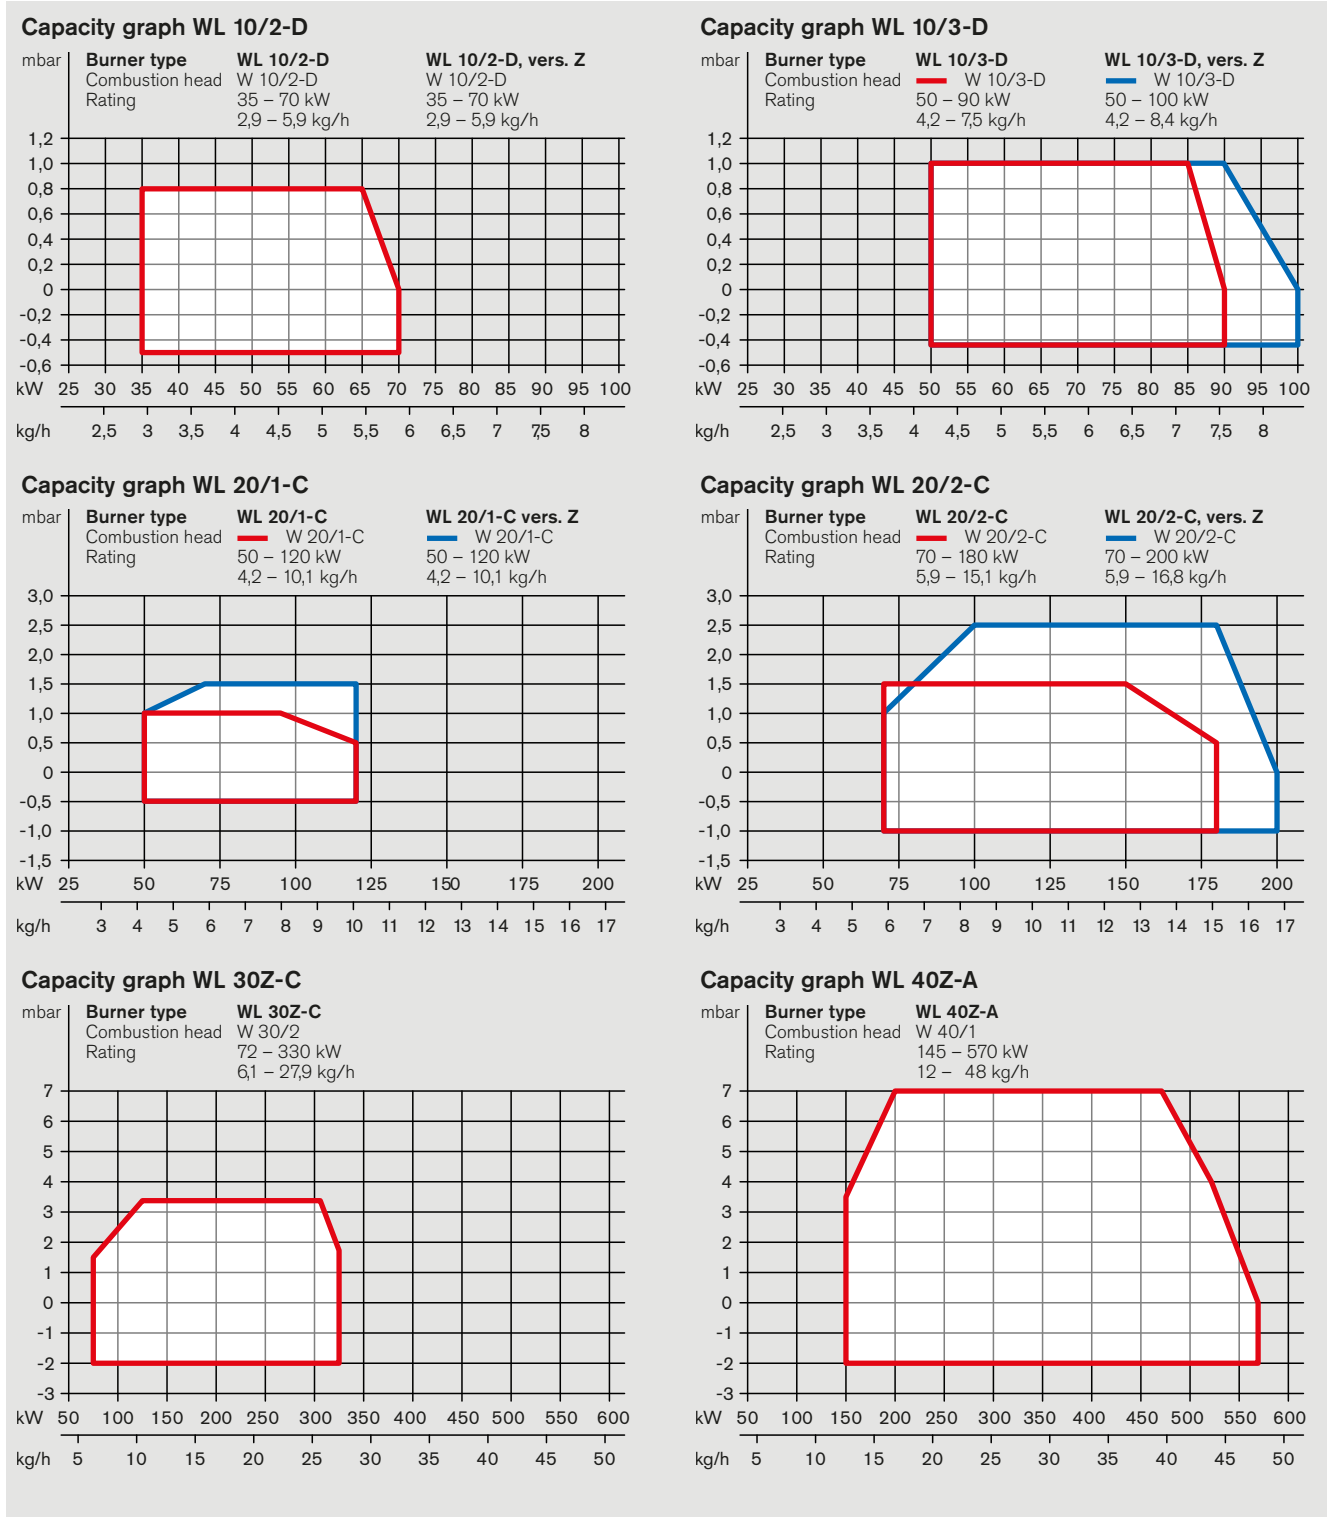 Capacity graph WL 10/2-D
mbar Burner type WL 10/2-D WL 10/2-D, vers. Z
Combustion head W 10/2-D W 10/2-D
Rating 35 – 70 kW 35 – 70 kW
2,9 – 5,9 kg/h 2,9 – 5,9 kg/h
1,2
1,0
0,8
0,6
0,4
0,2
0
-0,2
-0,4
-0,6
kW 25 30 35 40 45 50 55 60 65 70 75 80 85 90 95 100
kg/h 2,5 3 3,5 4 4,5 5 5,5 6 6,5 7 7,5 8
Capacity graph WL 10/3-D
mbar Burner type WL 10/3-D WL 10/3-D, vers. Z
Combustion head W 10/3-D W 10/3-D
Rating 50 – 90 kW 50 – 100 kW
4,2 – 7,5 kg/h 4,2 – 8,4 kg/h
1,2
1,0
0,8
0,6
0,4
0,2
0
-0,2
-0,4
-0,6
kW 25 30 35 40 45 50 55 60 65 70 75 80 85 90 95 100
kg/h 2,5 3 3,5 4 4,5 5 5,5 6 6,5 7 7,5 8
Capacity graph WL 20/1-C
mbar Burner type WL 20/1-C WL 20/1-C vers. Z
Combustion head W 20/1-C W 20/1-C
Rating 50 – 120 kW 50 – 120 kW
4,2 – 10,1 kg/h 4,2 – 10,1 kg/h
3,0
2,5
2,0
1,5
1,0
0,5
0
-0,5
-1,0
-1,5
kW 25 50 75 100 125 150 175 200
kg/h 3 4 5 6 7 8 9 10 11 12 13 14 15 16 17
Capacity graph WL 20/2-C
mbar Burner type WL 20/2-C WL 20/2-C, vers. Z
Combustion head W 20/2-C W 20/2-C
Rating 70 – 180 kW 70 – 200 kW
5,9 – 15,1 kg/h 5,9 – 16,8 kg/h
3,0
2,5
2,0
1,5
1,0
0,5
0
-0,5
-1,0
-1,5
kW 25 50 75 100 125 150 175 200
kg/h 3 4 5 6 7 8 9 10 11 12 13 14 15 16 17
Capacity graph WL 30Z-C
mbar Burner type WL 30Z-C
Combustion head W 30/2
Rating 72 – 330 kW
6,1 – 27,9 kg/h
7
6
5
4
3
2
1
0
-1
-2
-3
kW 50 100 150 200 250 300 350 400 450 500 550 600
kg/h 5 10 15 20 25 30 35 40 45 50
Capacity graph WL 40Z-A
mbar Burner type WL 40Z-A
Combustion head W 40/1
Rating 145 – 570 kW
12 – 48 kg/h
7
6
5
4
3
2
1
0
-1
-2
-3
kW 50 100 150 200 250 300 350 400 450 500 550 600
kg/h 5 10 15 20 25 30 35 40 45 50